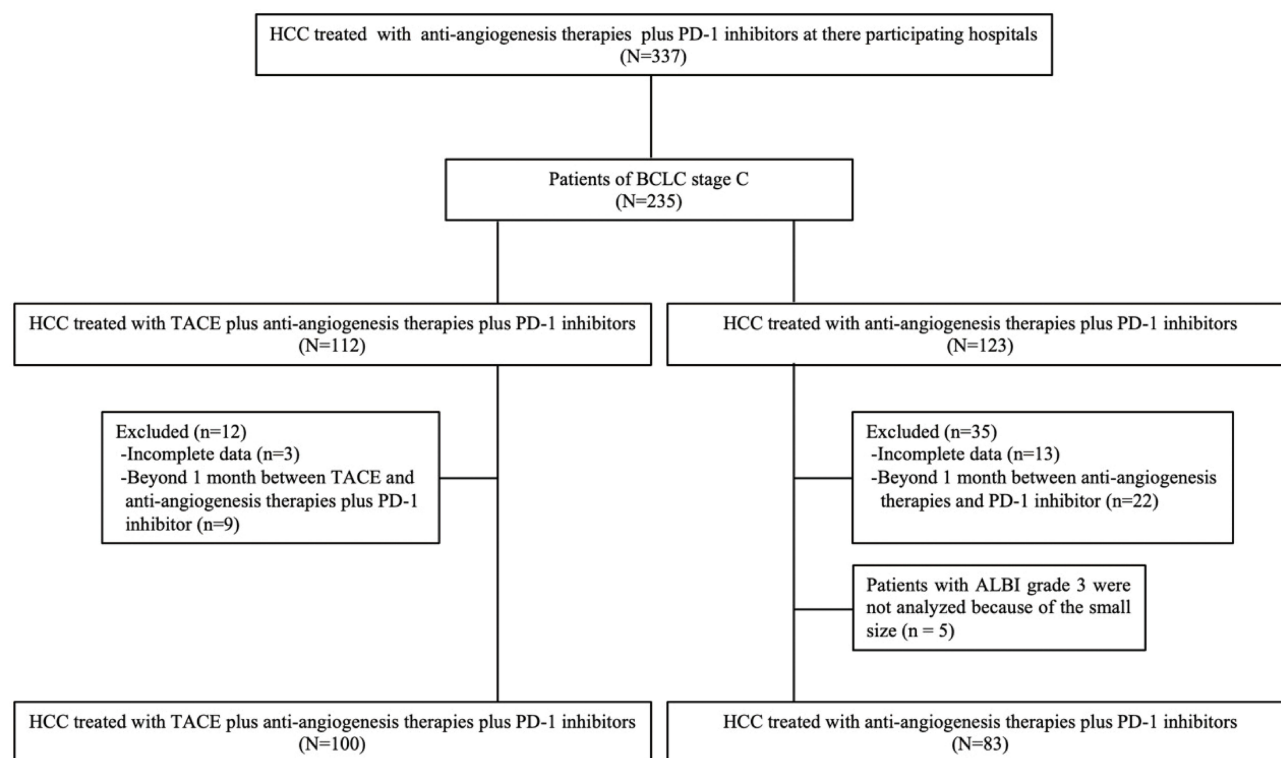 HCC treated with anti-angiogenesis therapies plus PD-1 inhibitors at there participating hospitals
(N=337)
Patients of BCLC stage C
(N=235)
HCC treated with TACE plus anti-angiogenesis therapies plus PD-1 inhibitors
(N=112)
HCC treated with anti-angiogenesis therapies plus PD-1 inhibitors
(N=123)
Excluded (n=12)
-Incomplete data (n=3)
-Beyond 1 month between TACE and
anti-angiogenesis therapies plus PD-1
inhibitor (n=9)
Excluded (n=35)
-Incomplete data (n=13)
-Beyond 1 month between anti-angiogenesis
therapies and PD-1 inhibitor (n=22)
Patients with ALBI grade 3 were
not analyzed because of the small
size (n = 5)
HCC treated with TACE plus anti-angiogenesis therapies plus PD-1 inhibitors
(N=100)
HCC treated with anti-angiogenesis therapies plus PD-1 inhibitors
(N=83)